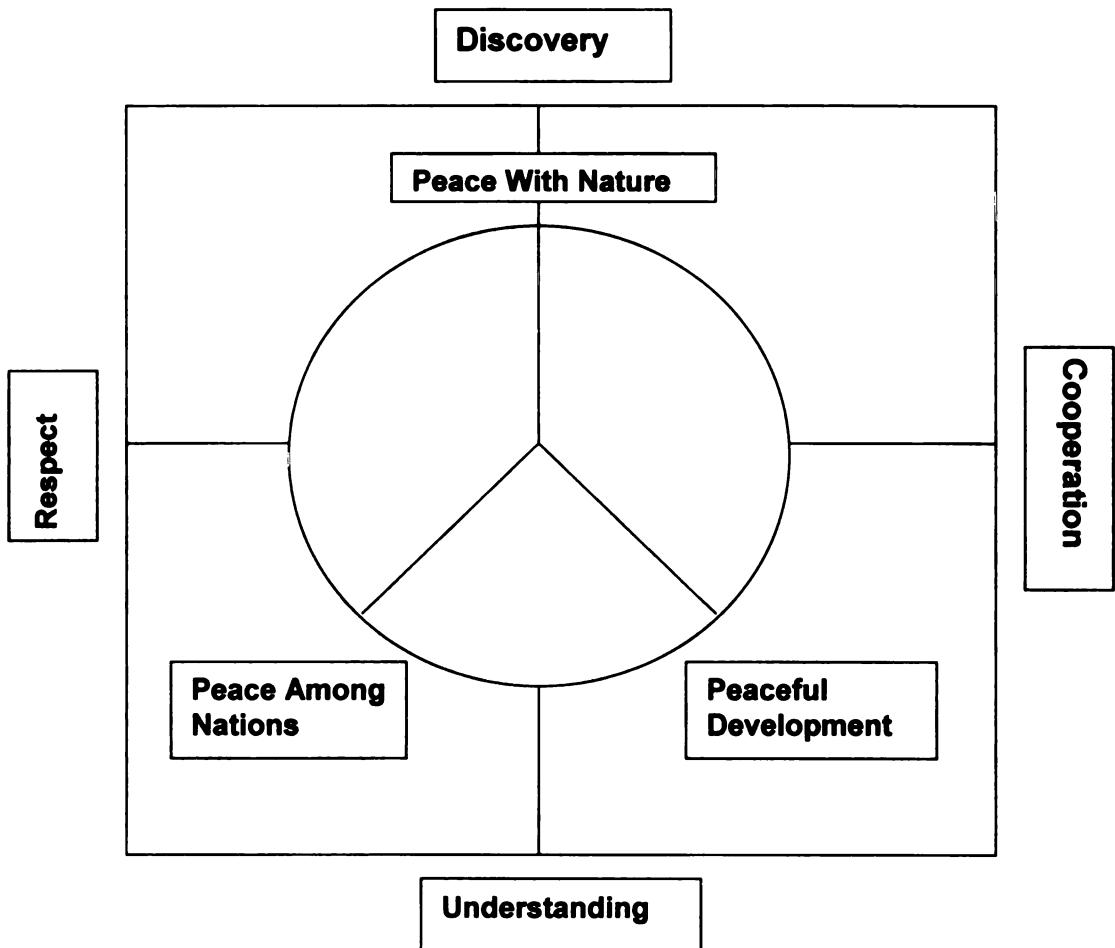 Discovery
Peace With Nature
Respect
Cooperation
Peace Among
Nations
Peaceful
Development
Understanding